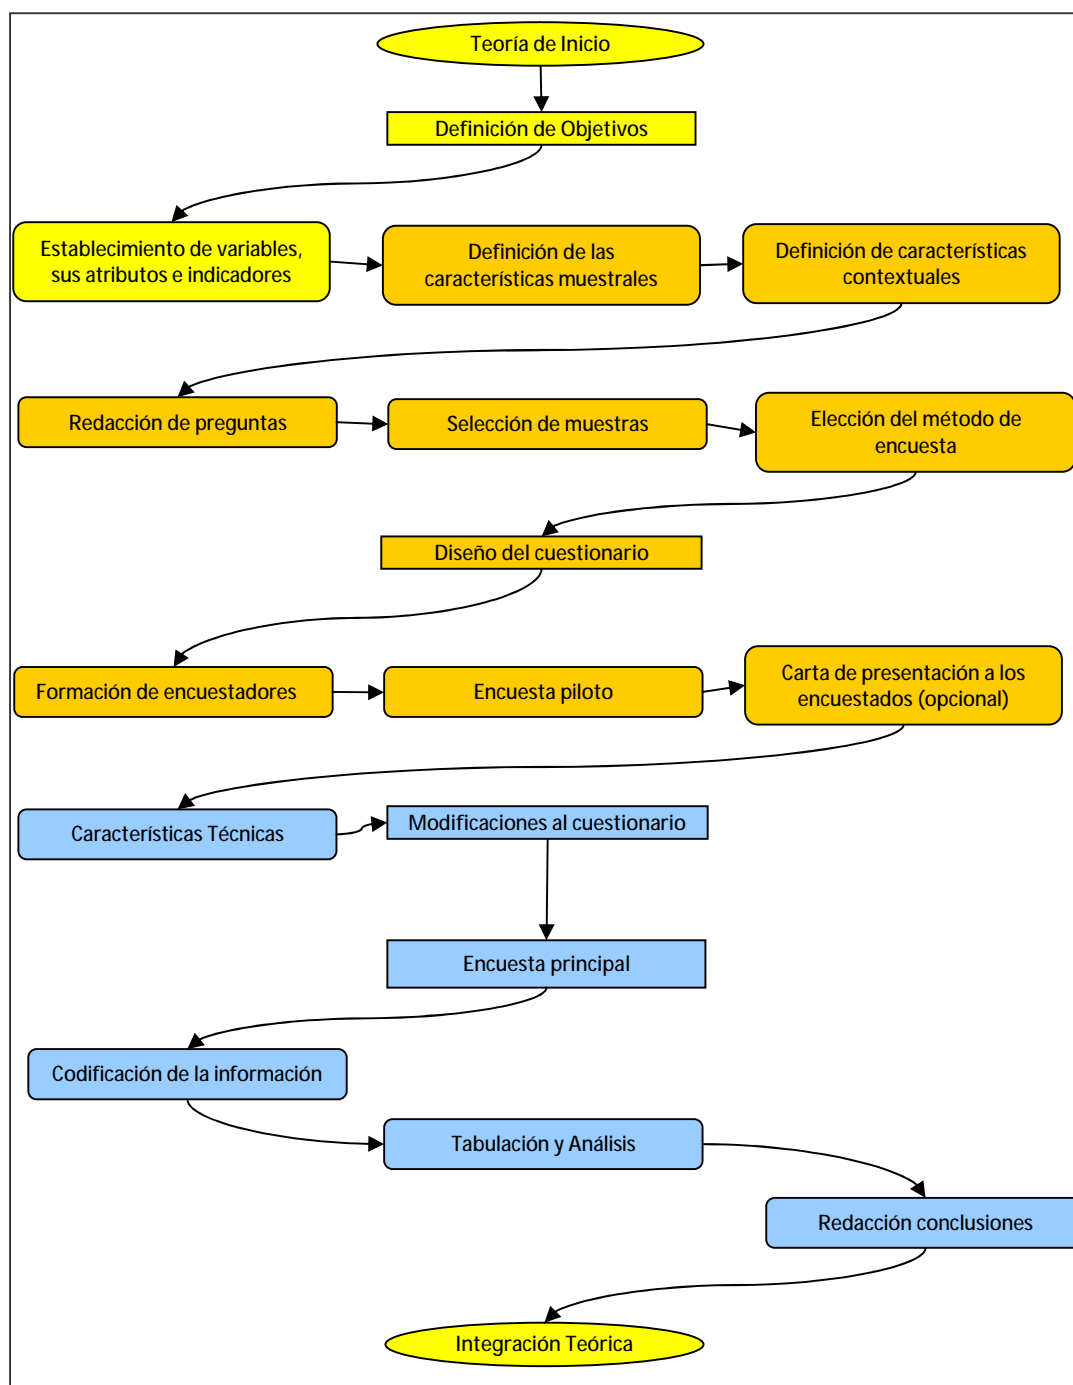 Teoría de Inicio
Definición de Objetivos
Establecimiento de variables,
sus atributos e indicadores
Definición de las
características muestrales
Definición de características
contextuales
Redacción de preguntas
Selección de muestras
Elección del método de
encuesta
Diseño del cuestionario
Formación de encuestadores
Encuesta piloto
Carta de presentación a los
encuestados (opcional)
Características Técnicas
Modificaciones al cuestionario
Encuesta principal
Codificación de la información
Tabulación y Análisis
Redacción conclusiones
Integración Teórica